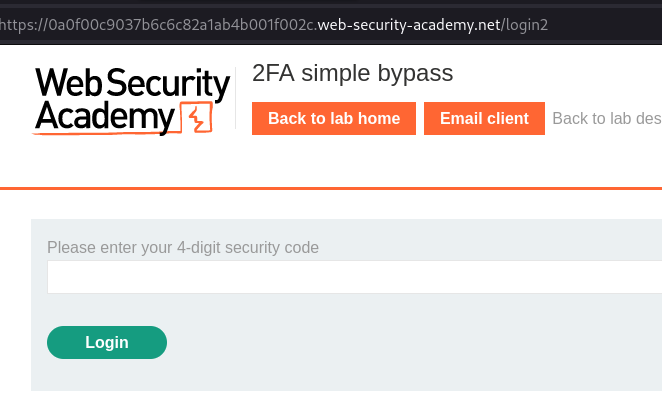 https://0a0f00c9037b6c6c82a1ab4b001f002c.web-security-academy.net/login2
2FA simple bypass
Web Security
Academy
Back to lab home
Email client
Back to lab des
Please enter your 4-digit security code
Login